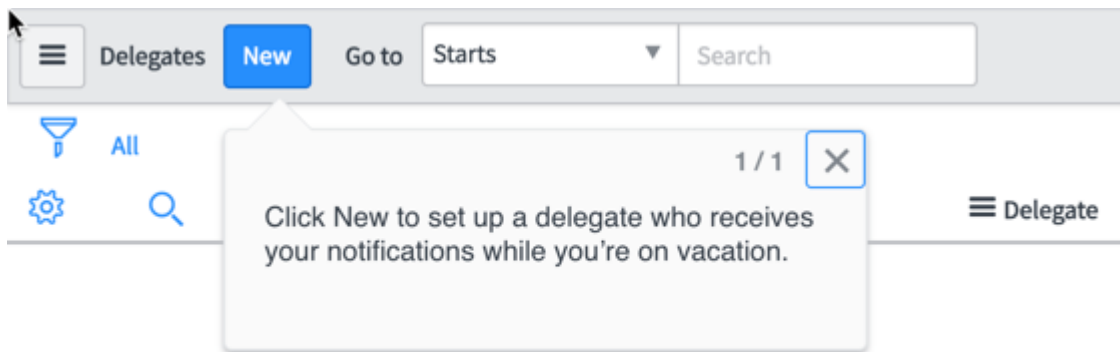 Delegates New Go to Starts Search
All
1 / 1
Click New to set up a delegate who receives
your notifications while you’re on vacation.
Delegate